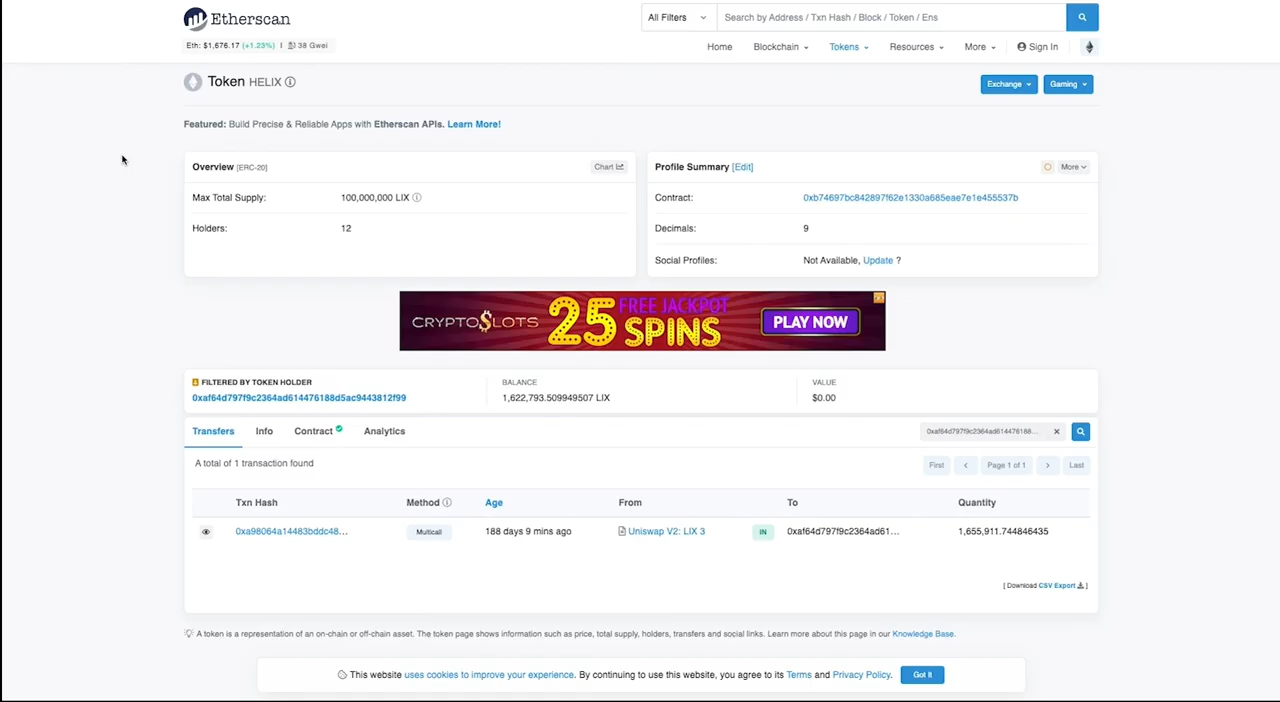 Etherscan
All Filters
Search by Address / Txn Hash / Block / Token / Ens
Eth: $1,676.17 (+1.23%) | 38 Gwei
Home Blockchain Tokens Resources More Sign In
Token HELIX
Exchange Gaming
Featured: Build Precise & Reliable Apps with Etherscan APIs. Learn More!
Overview [ERC-20] Chart
Max Total Supply: 100,000,000 LIX
Holders: 12
Profile Summary [Edit] More
Contract: 0xb74697bc842897f62e1330a685eae7e1e455537b
Decimals: 9
Social Profiles: Not Available, Update ?
CRYPTOSLOTS 25 FREE JACKPOT SPINS PLAY NOW
FILTERED BY TOKEN HOLDER
0xaf64d797f9c2364ad614476188d5ac9443812f99
BALANCE
1,622,793.509949507 LIX
VALUE
$0.00
Transfers Info Contract Analytics
0xaf64d797f9c2364ad614476188...
A total of 1 transaction found
First Page 1 of 1 Last
Txn Hash Method Age From To Quantity
0xa98064a14483bddc48... Multicall 188 days 9 mins ago Uniswap V2: LIX 3 IN 0xaf64d797f9c2364ad61... 1,655,911.744846435
[ Download CSV Export ]
A token is a representation of an on-chain or off-chain asset. The token page shows information such as price, total supply, holders, transfers and social links. Learn more about this page in our Knowledge Base.
This website uses cookies to improve your experience. By continuing to use this website, you agree to its Terms and Privacy Policy. Got It